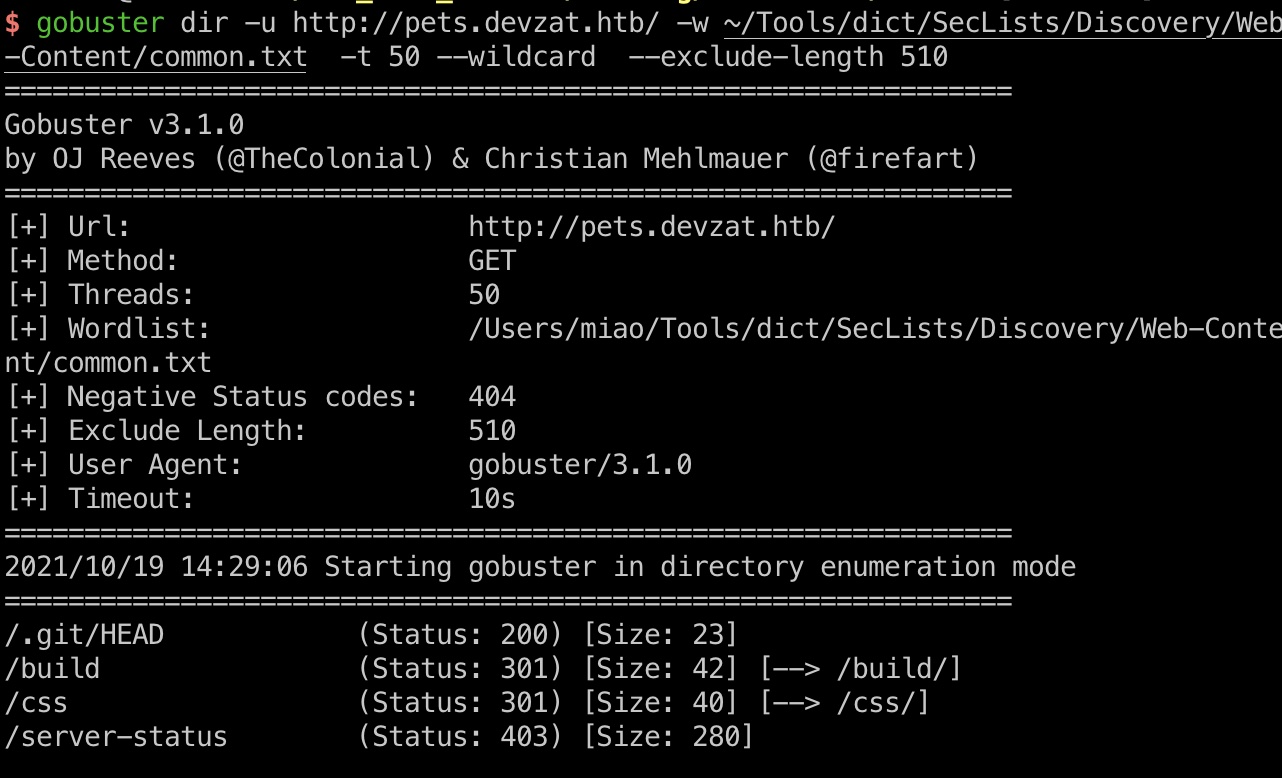 $ gobuster dir -u http://pets.devzat.htb/ -w ~/Tools/dict/SecLists/Discovery/Web
-Content/common.txt  -t 50 --wildcard  --exclude-length 510
===============================================================
Gobuster v3.1.0
by OJ Reeves (@TheColonial) & Christian Mehlmauer (@firefart)
===============================================================
[+] Url:                     http://pets.devzat.htb/
[+] Method:                  GET
[+] Threads:                 50
[+] Wordlist:                /Users/miao/Tools/dict/SecLists/Discovery/Web-Conte
nt/common.txt
[+] Negative Status codes:   404
[+] Exclude Length:          510
[+] User Agent:              gobuster/3.1.0
[+] Timeout:                 10s
===============================================================
2021/10/19 14:29:06 Starting gobuster in directory enumeration mode
===============================================================
/.git/HEAD            (Status: 200) [Size: 23]
/build                (Status: 301) [Size: 42] [--> /build/]
/css                  (Status: 301) [Size: 40] [--> /css/]
/server-status        (Status: 403) [Size: 280]